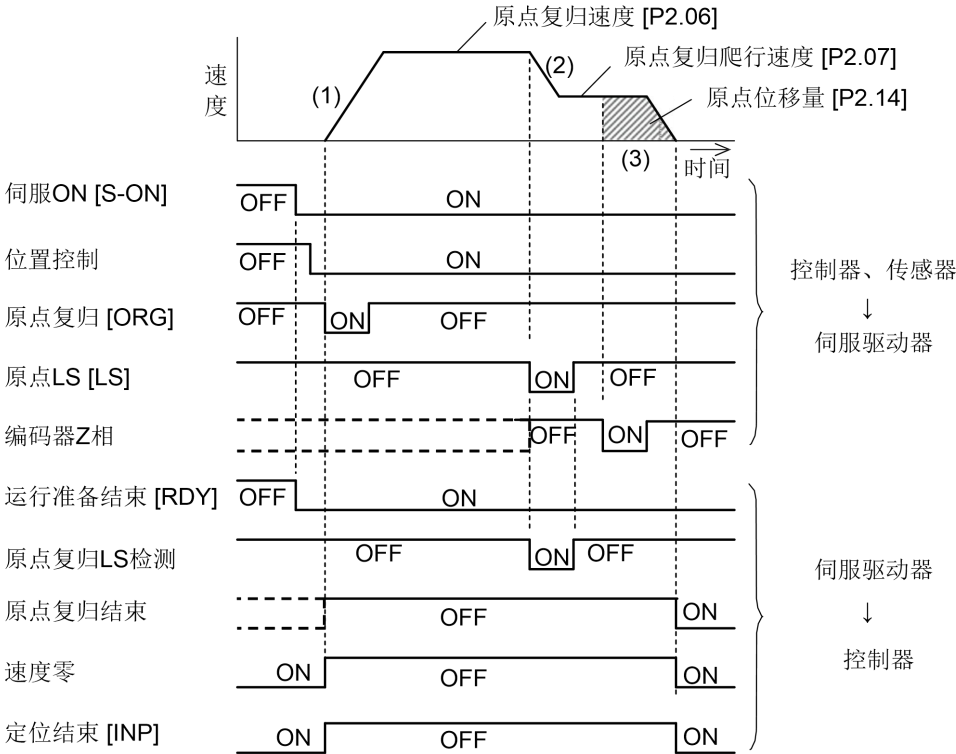 原点复归速度 [P2.06]
(2)
原点复归爬行速度 [P2.07]
速度
(1)
原点位移量 [P2.14]
(3)
时间
伺服ON [S-ON]
OFF ON
位置控制
OFF ON
控制器、传感器
↓
伺服驱动器
原点复归 [ORG]
OFF ON OFF
原点LS [LS]
OFF ON OFF
编码器Z相
OFF ON OFF
运行准备结束 [RDY]
OFF ON
原点复归LS检测
OFF ON OFF
伺服驱动器
↓
控制器
原点复归结束
OFF ON
速度零
ON OFF ON
定位结束 [INP]
ON OFF ON